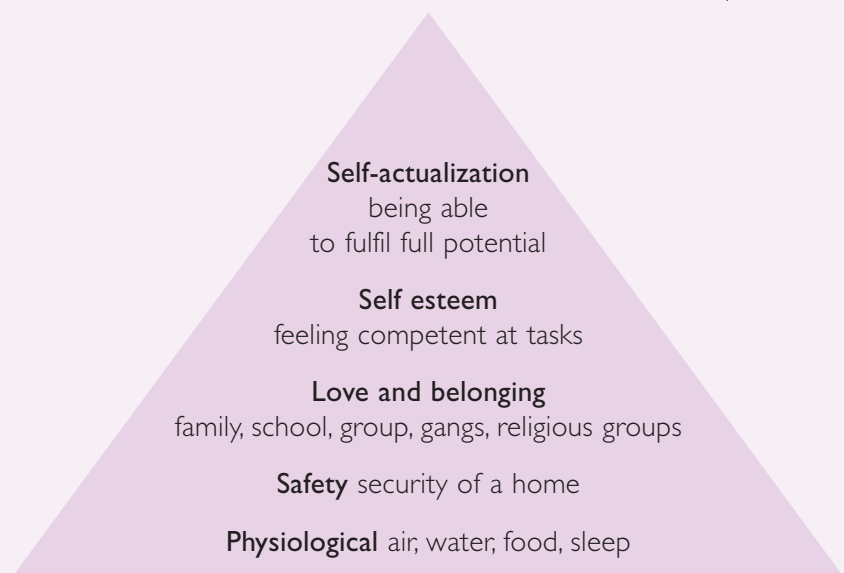 Self-actualization
being able
to fulfil full potential
Self esteem
feeling competent at tasks
Love and belonging
family, school, group, gangs, religious groups
Safety security of a home
Physiological air, water, food, sleep